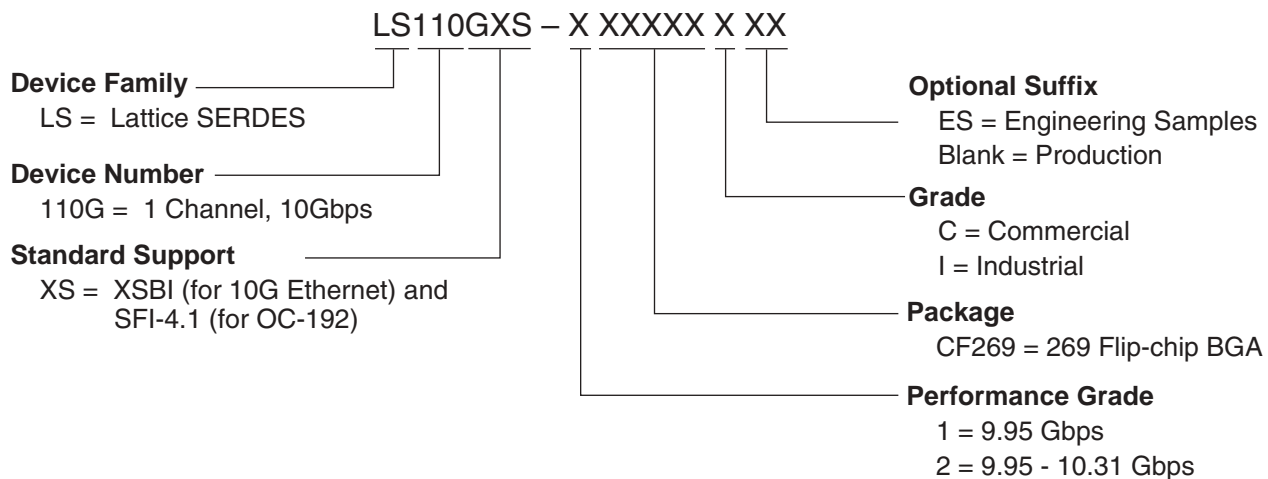 LS110GXS – X XXXXX X XX
Device Family
LS = Lattice SERDES
Device Number
110G = 1 Channel, 10Gbps
Standard Support
XS = XSBI (for 10G Ethernet) and
SFI-4.1 (for OC-192)
Optional Suffix
ES = Engineering Samples
Blank = Production
Grade
C = Commercial
I = Industrial
Package
CF269 = 269 Flip-chip BGA
Performance Grade
1 = 9.95 Gbps
2 = 9.95 - 10.31 Gbps